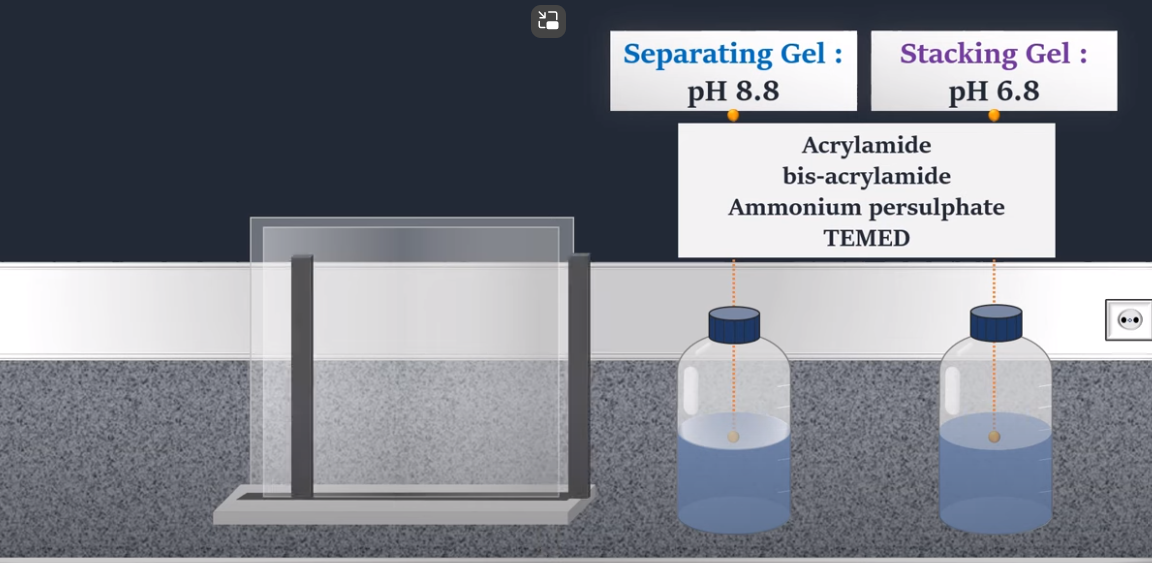 Separating Gel :
pH 8.8
Stacking Gel :
pH 6.8
Acrylamide
bis-acrylamide
Ammonium persulphate
TEMED